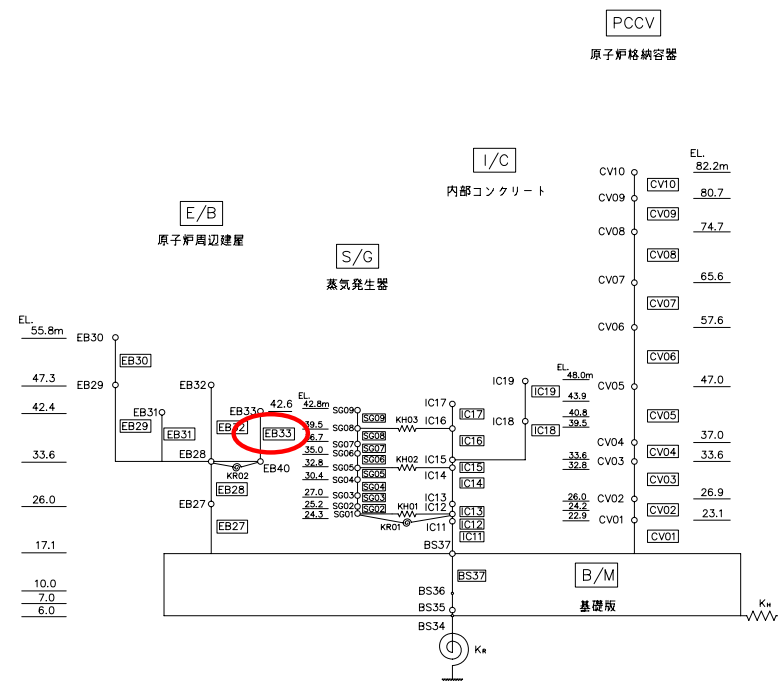 PCCV
原子炉格納容器
I/C
内部コンクリート
E/B
原子炉周辺建屋
S/G
蒸気発生器
EL.
82.2m
80.7
74.7
65.6
57.6
47.0
37.0
33.6
26.9
23.1
CV10
CV09
CV08
CV07
CV06
CV05
CV04
CV03
CV02
CV01
CV10
CV09
CV08
CV07
CV06
CV05
CV04
CV03
CV02
CV01
EL.
55.8m
47.3
42.4
33.6
26.0
17.1
10.0
7.0
6.0
EB30
EB30
EB29
EB29
EB31
EB31
EB32
EB33
42.6
EB33
EB28
KR02
EB40
EB28
EB27
EB27
EL.
42.8m
39.5
35.0
32.8
30.4
27.0
25.2
24.3
SG09
SG08
SG07
SG06
SG05
SG04
SG03
SG02
SG01
SG09
SG08
SG07
SG06
SG05
SG04
SG03
SG02
KH03
KH02
KH01
KR01
IC17
IC16
IC15
IC14
IC13
IC12
IC11
IC17
IC16
IC15
IC14
IC13
IC12
IC11
IC19
IC18
IC19
IC18
EL.
48.0m
43.9
40.8
39.5
33.6
32.8
26.0
24.2
22.9
BS37
BS37
BS36
BS35
BS34
B/M
基礎版
KH
KR